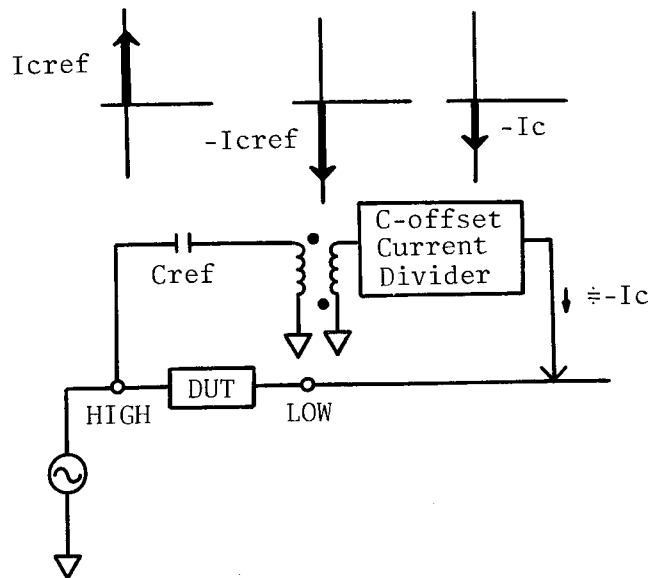 Icref
-Icref
-Ic
C-offset
Current
Divider
Cref
≒-Ic
HIGH
DUT
LOW